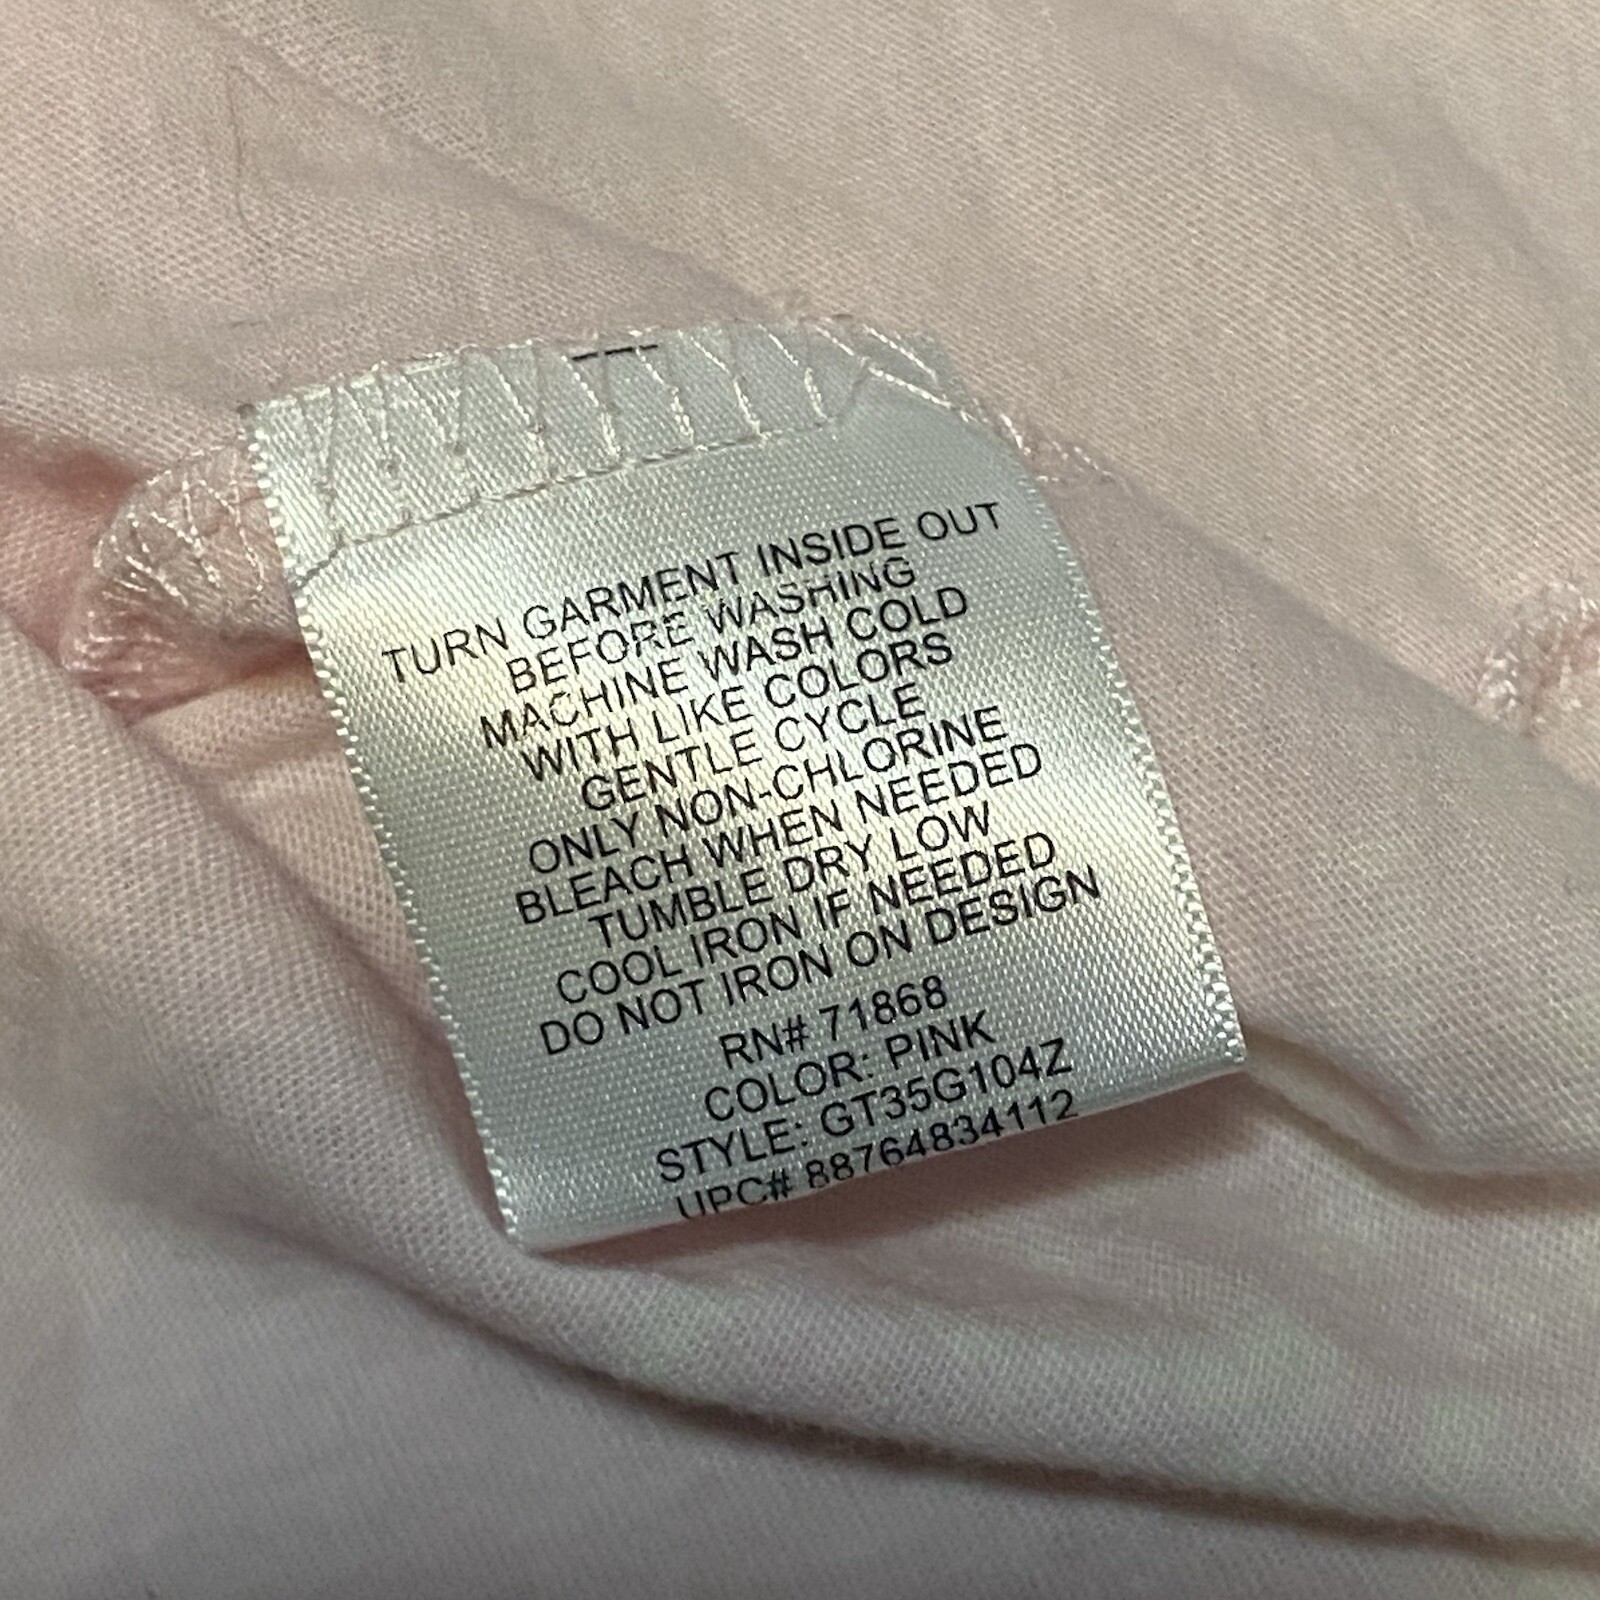 TURN GARMENT INSIDE OUT
BEFORE WASHING
MACHINE WASH COLD
WITH LIKE COLORS
GENTLE CYCLE
ONLY NON-CHLORINE
BLEACH WHEN NEEDED
TUMBLE DRY LOW
COOL IRON IF NEEDED
DO NOT IRON ON DESIGN
RN# 71868
COLOR: PINK
STYLE: GT35G104Z
UPC# 88764834112